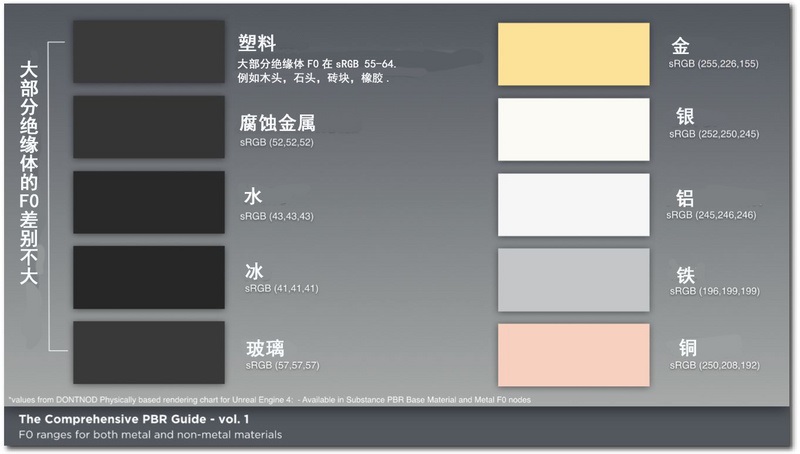 大部分绝缘体的F0差别不大
塑料
大部分绝缘体F0在sRGB 55-64.
例如木头，石头，砖块，橡胶.
腐蚀金属
sRGB (52,52,52)
水
sRGB (43,43,43)
冰
sRGB (41,41,41)
玻璃
sRGB (57,57,57)
金
sRGB (255,226,155)
银
sRGB (252,250,245)
铝
sRGB (245,246,246)
铁
sRGB (196,199,199)
铜
sRGB (250,208,192)
*values from DONTNOD Physically based rendering chart for Unreal Engine 4: - Available in Substance PBR Base Material and Metal F0 nodes
The Comprehensive PBR Guide - vol. 1
F0 ranges for both metal and non-metal materials